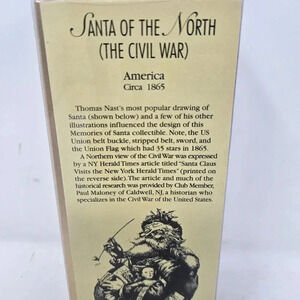 SANTA OF THE NORTH
(THE CIVIL WAR)
America
Circa 1865
Thomas Nast's most popular drawing of
Santa (shown below) and a few of his other
illustrations influenced the design of this
Memories of Santa collectible. Note, the US
Union belt buckle, stripped belt, sword, and
the Union Flag which had 35 stars in 1865.
A Northern view of the Civil War was expressed
by a NY Herald Times article titled "Santa Claus
Visits the New York Herald Times" (printed on
the reverse side). The article and much of the
historical research was provided by Club Member,
Paul Maloney of Caldwell, NJ, a historian who
specializes in the Civil War of the United States.